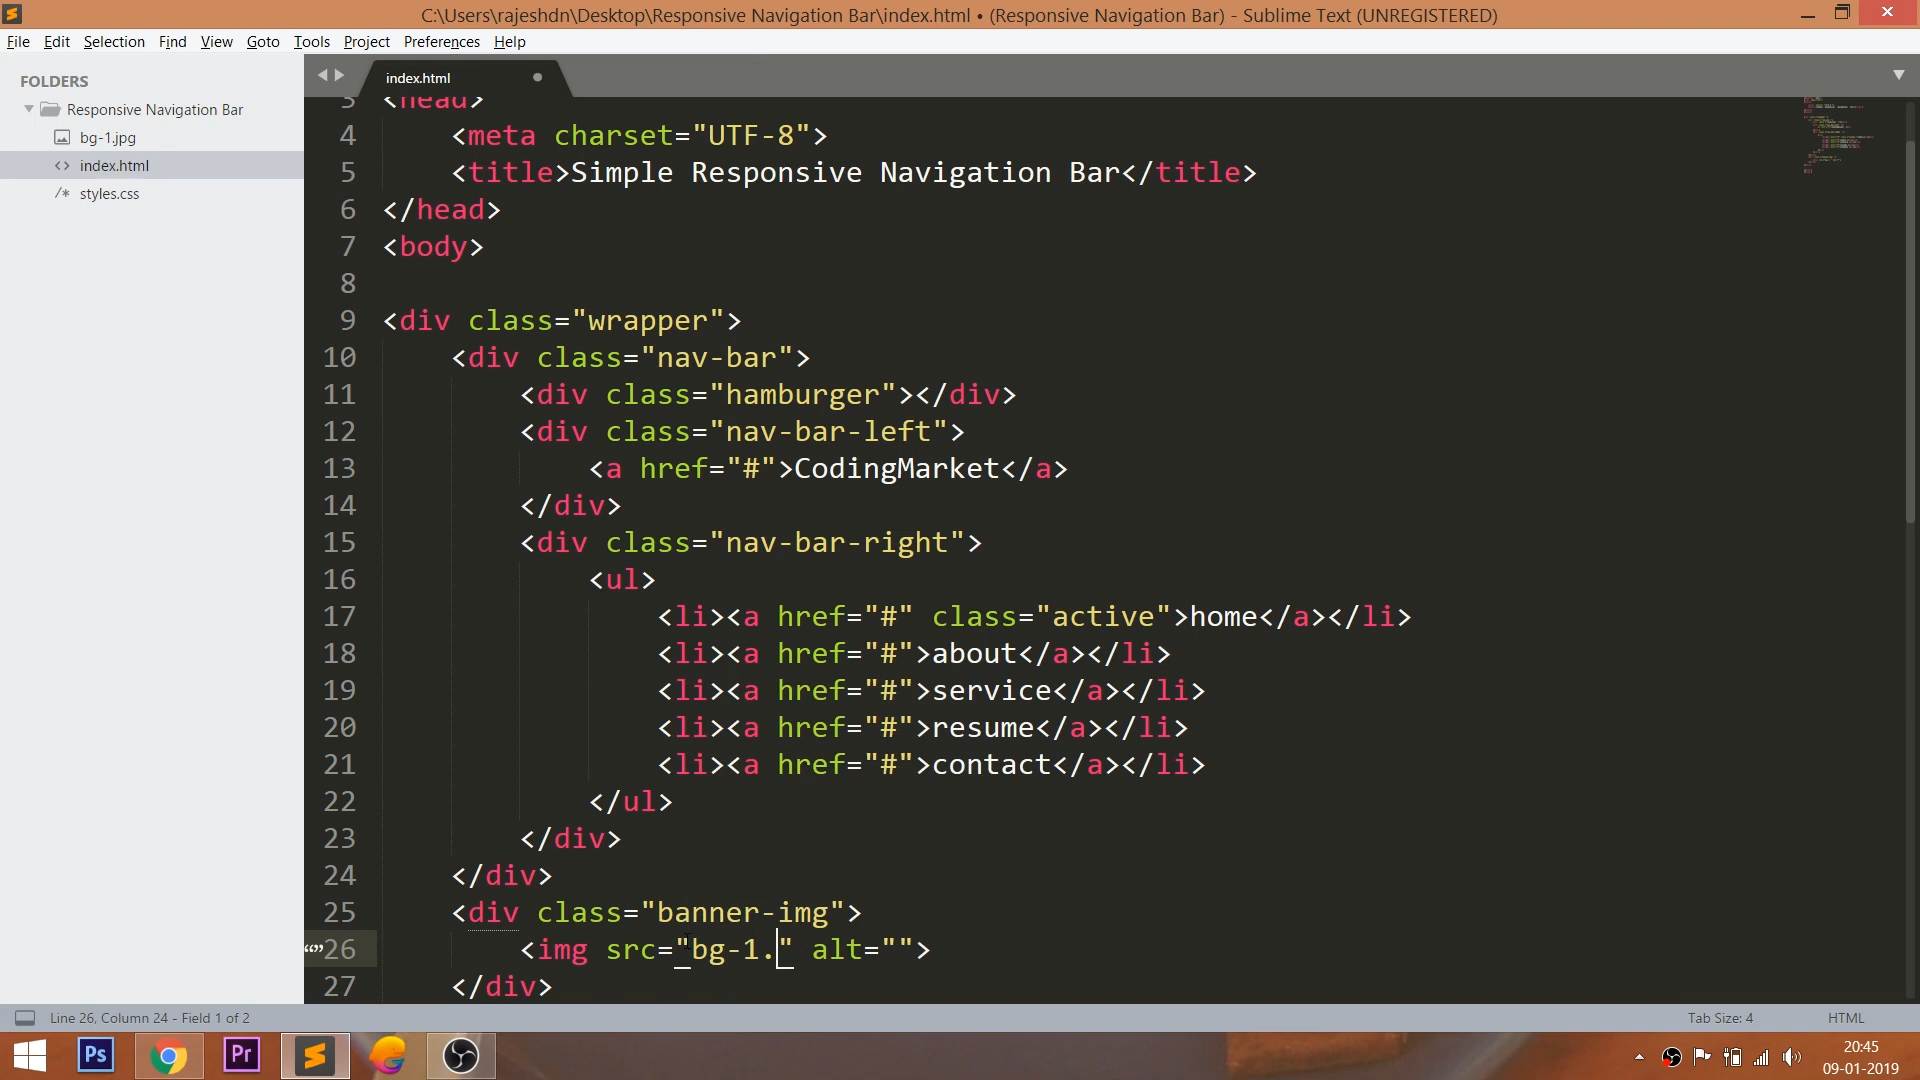 C:\Users\rajeshdn\Desktop\Responsive Navigation Bar\index.html • (Responsive Navigation Bar) - Sublime Text (UNREGISTERED)
File Edit Selection Find View Goto Tools Project Preferences Help
FOLDERS
Responsive Navigation Bar
bg-1.jpg
<> index.html
/* styles.css
index.html
3 <head>
4 <meta charset="UTF-8">
5 <title>Simple Responsive Navigation Bar</title>
6 </head>
7 <body>
8
9 <div class="wrapper">
10 <div class="nav-bar">
11 <div class="hamburger"></div>
12 <div class="nav-bar-left">
13 <a href="#">CodingMarket</a>
14 </div>
15 <div class="nav-bar-right">
16 <ul>
17 <li><a href="#" class="active">home</a></li>
18 <li><a href="#">about</a></li>
19 <li><a href="#">service</a></li>
20 <li><a href="#">resume</a></li>
21 <li><a href="#">contact</a></li>
22 </ul>
23 </div>
24 </div>
25 <div class="banner-img">
“”26 <img src="bg-1." alt="">
27 </div>
Line 26, Column 24 - Field 1 of 2
Tab Size: 4
HTML
Ps
Pr
20:45
09-01-2019